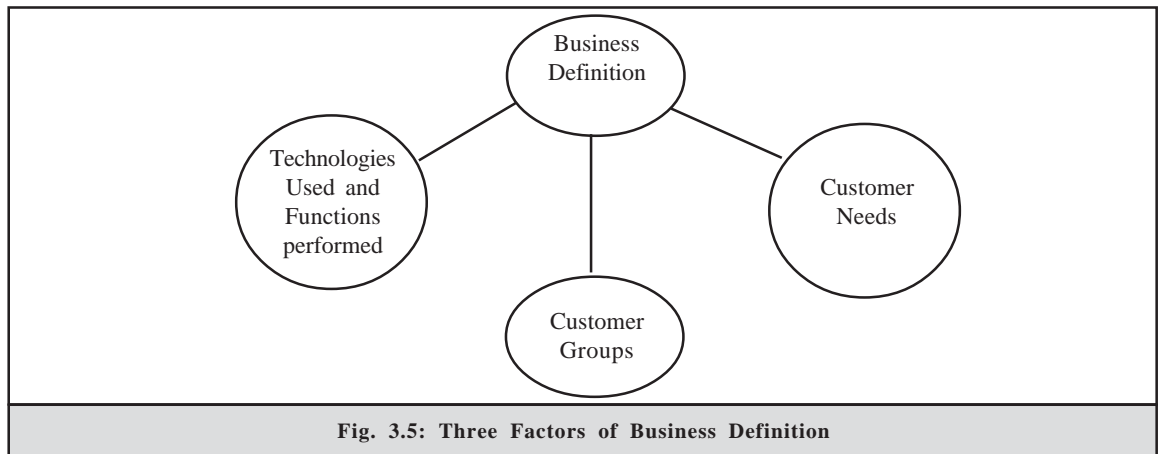 Business
Definition
Technologies
Used and
Functions
performed
Customer
Needs
Customer
Groups
Fig. 3.5: Three Factors of Business Definition